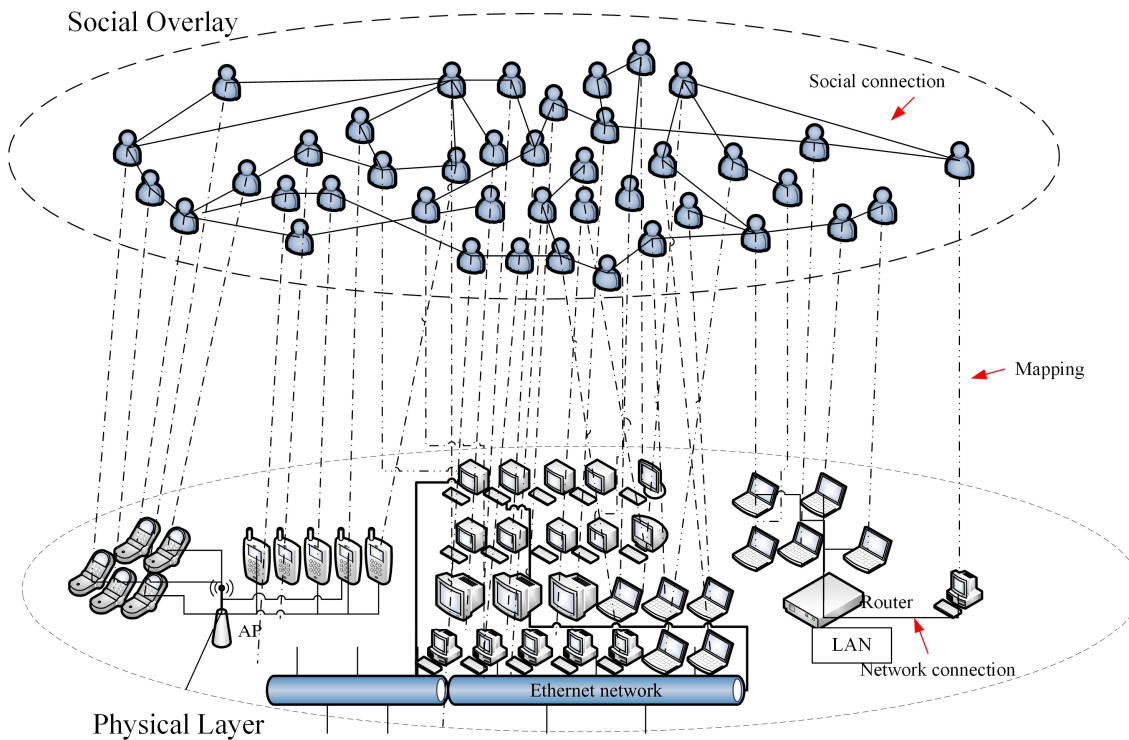 Social Overlay
Social connection
Mapping
Router
AP
LAN
Network connection
Ethernet network
Physical Layer